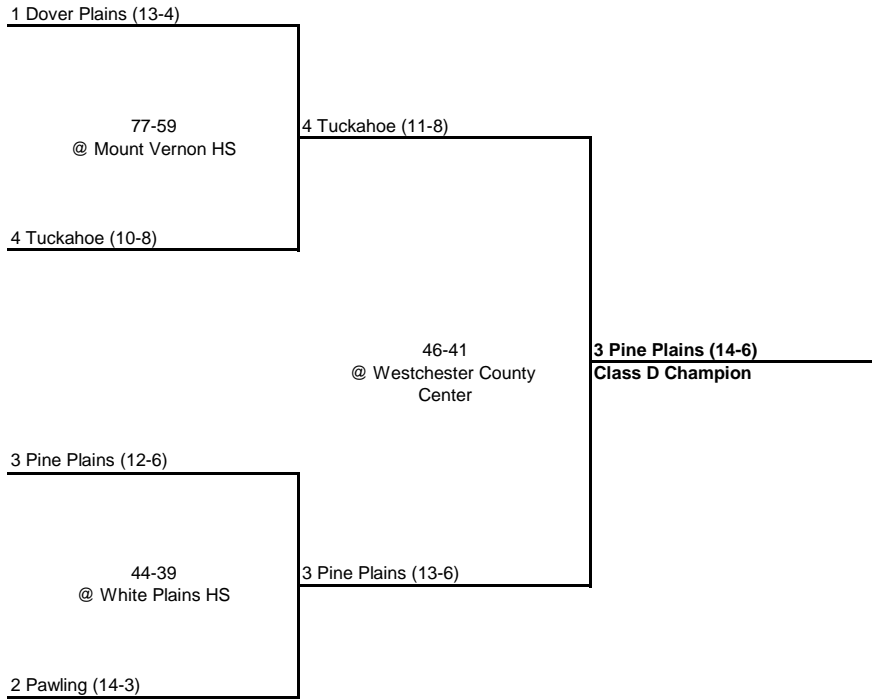 1 Dover Plains (13-4)
77-59
@ Mount Vernon HS
4 Tuckahoe (11-8)
4 Tuckahoe (10-8)
46-41
@ Westchester County
Center
3 Pine Plains (14-6)
Class D Champion
3 Pine Plains (12-6)
44-39
@ White Plains HS
3 Pine Plains (13-6)
2 Pawling (14-3)